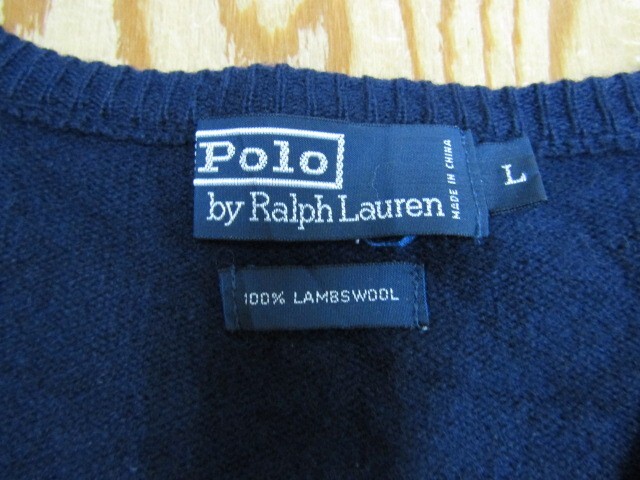 Polo
by Ralph Lauren
MADE IN CHINA
L
100% LAMBSWOOL